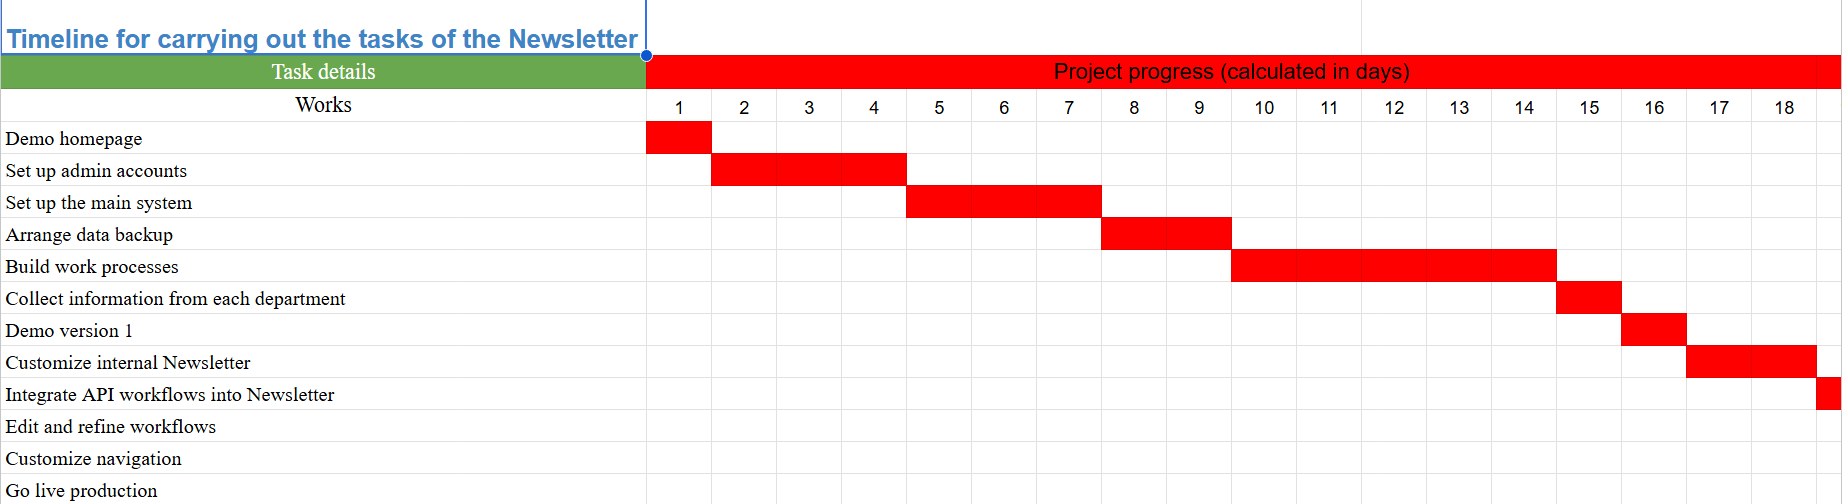 Timeline for carrying out the tasks of the Newsletter
Task details Project progress (calculated in days)
Works 1 2 3 4 5 6 7 8 9 10 11 12 13 14 15 16 17 18
Demo homepage
Set up admin accounts
Set up the main system
Arrange data backup
Build work processes
Collect information from each department
Demo version 1
Customize internal Newsletter
Integrate API workflows into Newsletter
Edit and refine workflows
Customize navigation
Go live production